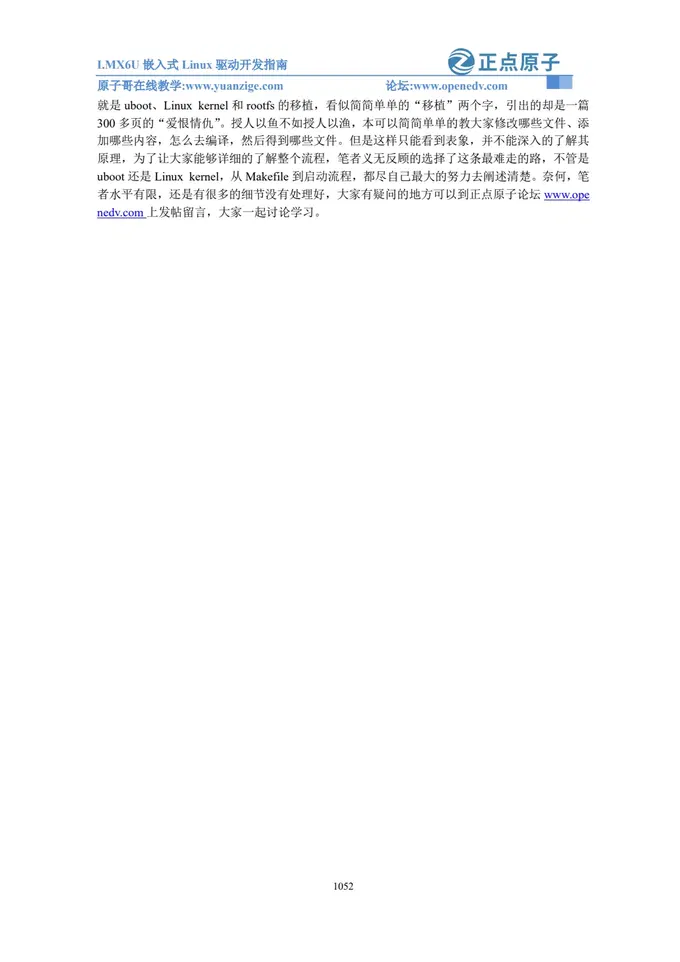 I.MX6U 嵌入式 Linux 驱动开发指南
正点原子
原子哥在线教学:www.yuanzige.com 论坛:www.openedv.com
就是 uboot、Linux kernel 和 rootfs 的移植，看似简简单单的“移植”两个字，引出的却是一篇
300 多页的“爱恨情仇”。授人以鱼不如授人以渔，本可以简简单单的教大家修改哪些文件、添
加哪些内容，怎么去编译，然后得到哪些文件。但是这样只能看到表象，并不能深入的了解其
原理，为了让大家能够详细的了解整个流程，笔者义无反顾的选择了这条最难走的路，不管是
uboot 还是 Linux kernel，从 Makefile 到启动流程，都尽自己最大的努力去阐述清楚。奈何，笔
者水平有限，还是有很多的细节没有处理好，大家有疑问的地方可以到正点原子论坛 www.ope
nedv.com 上发帖留言，大家一起讨论学习。
1052